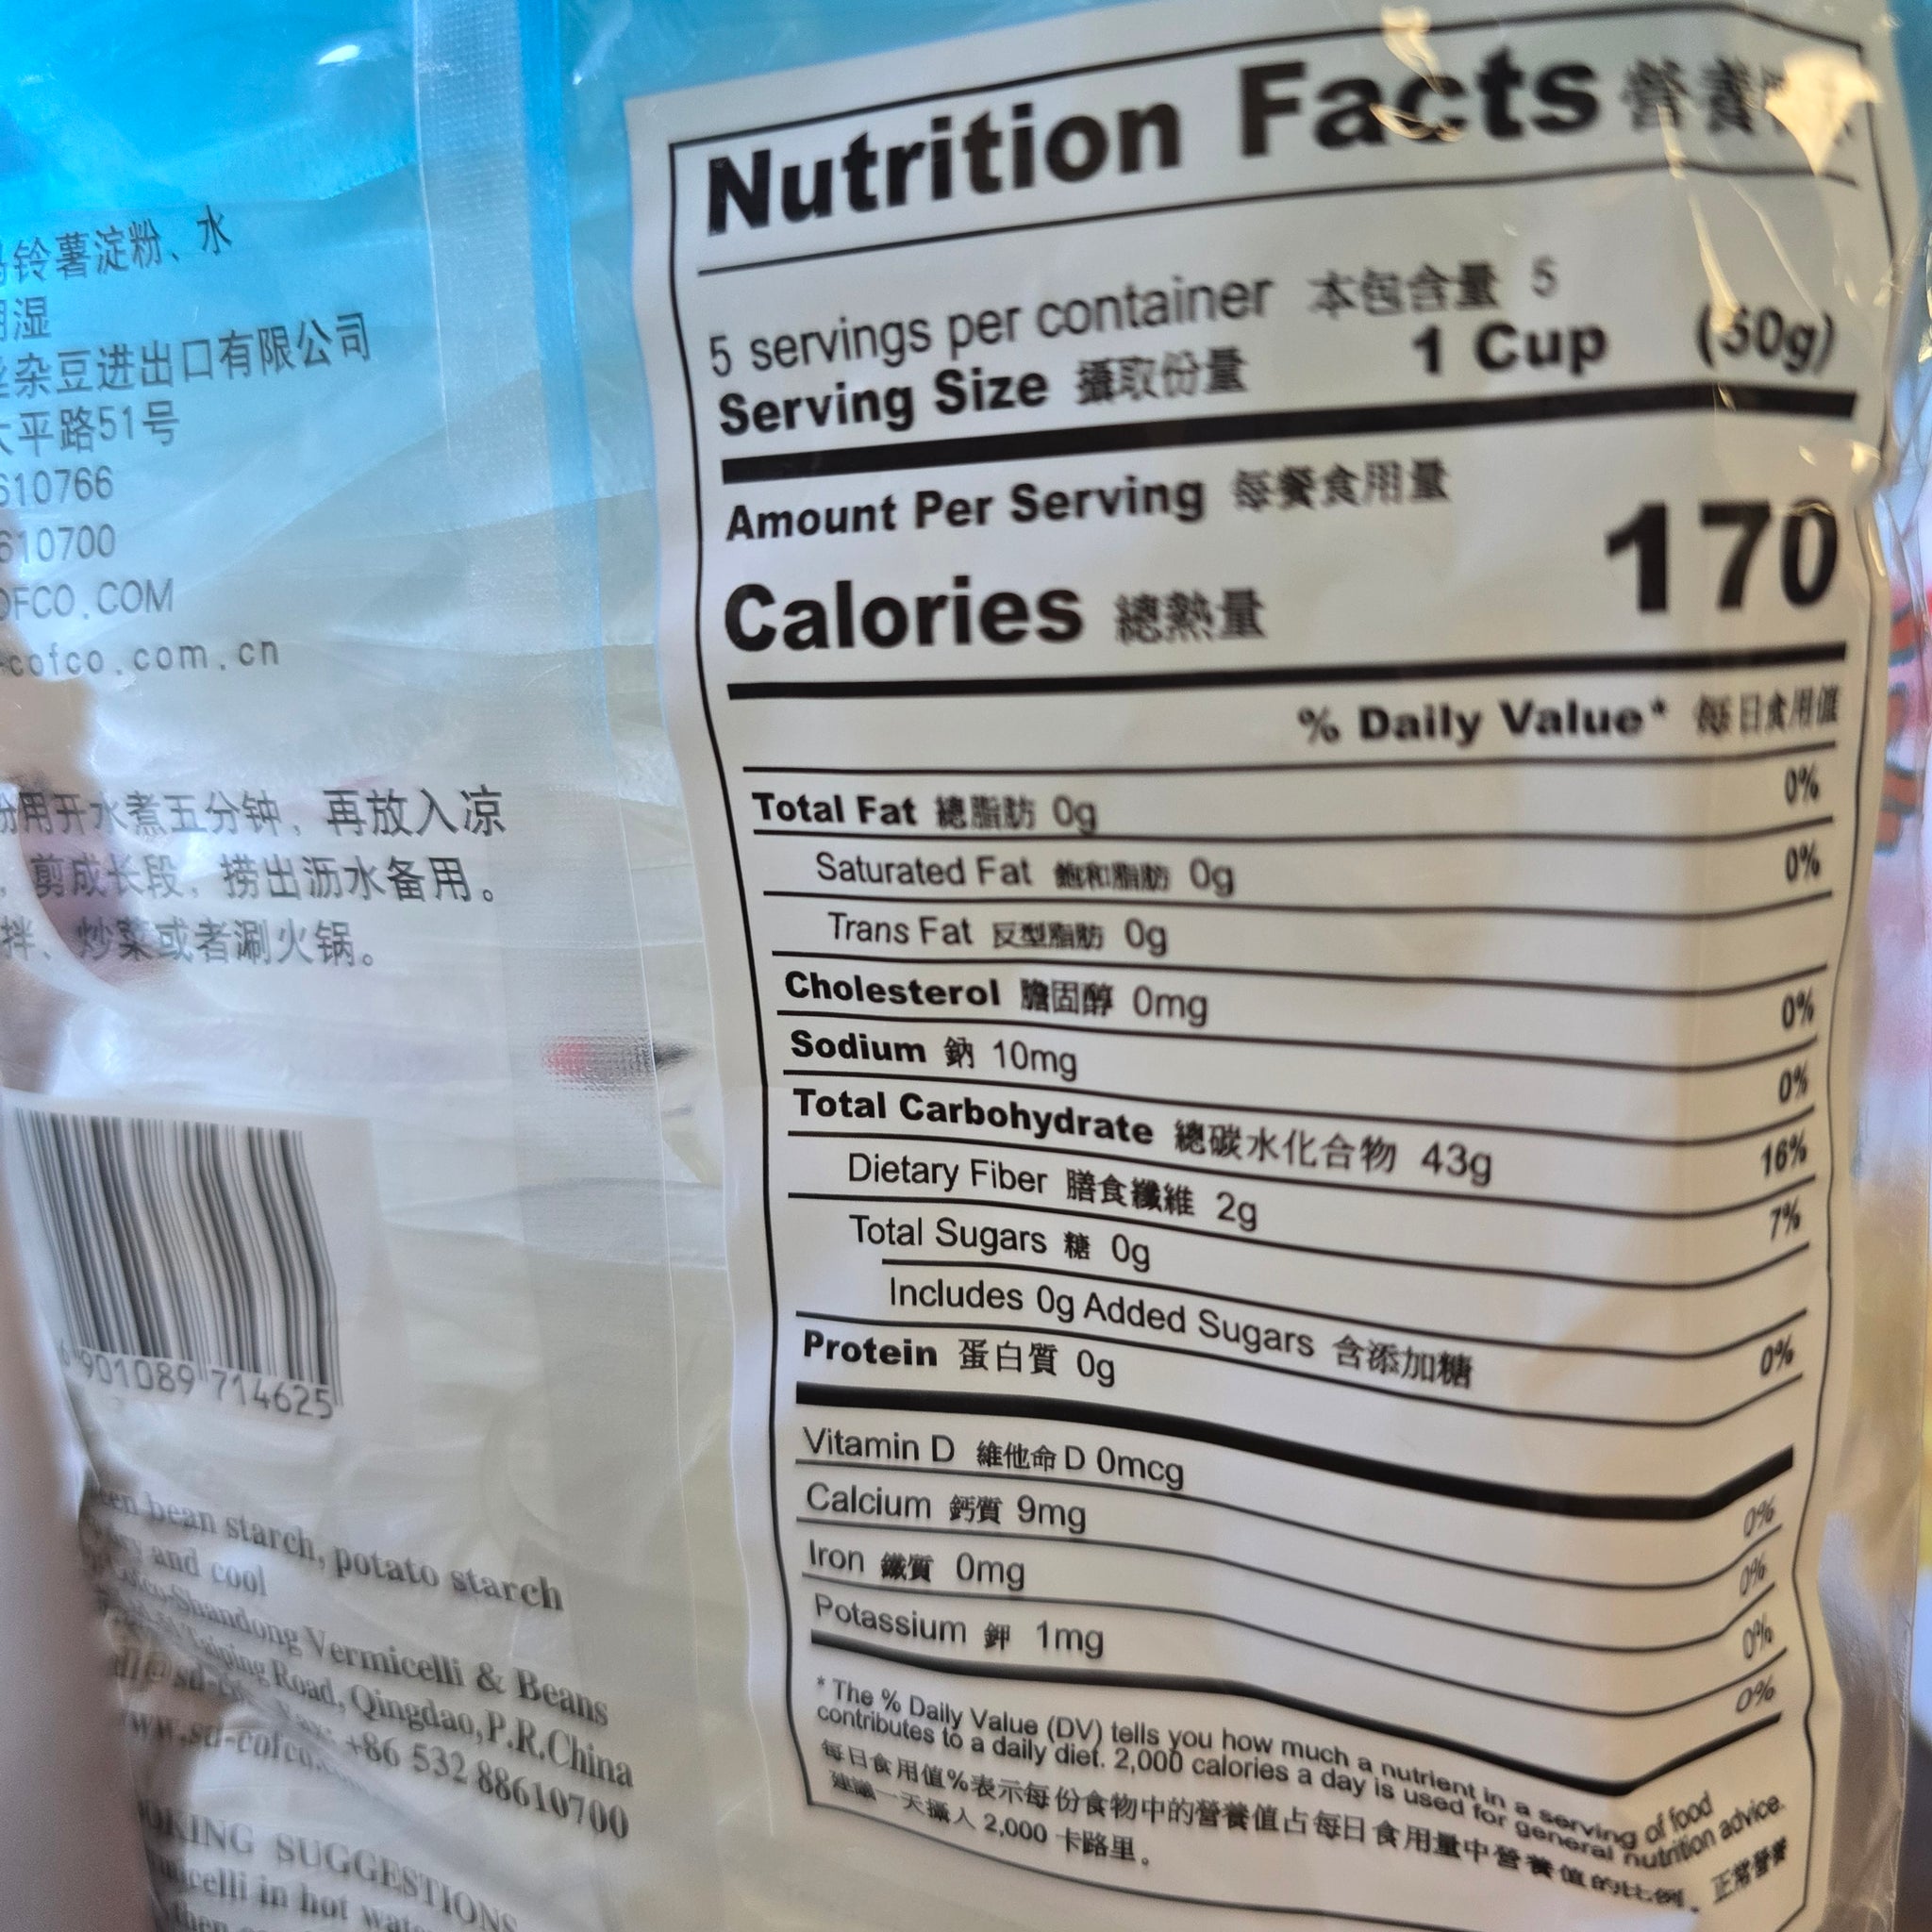 铃薯淀粉、水
湿
杂豆进出口有限公司
平路51号
610766
610700
OFCO.COM
-cofco.com.cn
用开水煮五分钟，再放入凉
，剪成长段，捞出沥水备用。
拌、炒菜或者涮火锅。
6 901089 714625
bean starch, potato starch
and cool
Cofco-Shandong Vermicelli & Beans
Taiping Road, Qingdao,P.R.China
Fax: +86 532 88610700
www.sd-cofco.
KING SUGGESTIONS
in hot
then
Nutrition Facts 營養
5 servings per container 本包含量 5
Serving Size 攝取份量 1 Cup (50g)
Amount Per Serving 每餐食用量
Calories 總熱量 170
% Daily Value* 每日食用值
Total Fat 總脂肪 0g 0%
Saturated Fat 飽和脂肪 0g 0%
Trans Fat 反型脂肪 0g
Cholesterol 膽固醇 0mg 0%
Sodium 鈉 10mg 0%
Total Carbohydrate 總碳水化合物 43g 16%
Dietary Fiber 膳食纖維 2g 7%
Total Sugars 糖 0g
Includes 0g Added Sugars 含添加糖 0%
Protein 蛋白質 0g
Vitamin D 維他命 D 0mcg 0%
Calcium 鈣質 9mg 0%
Iron 鐵質 0mg 0%
Potassium 鉀 1mg 0%
* The % Daily Value (DV) tells you how much a nutrient in a serving of food
contributes to a daily diet. 2,000 calories a day is used for general nutrition advice.
每日食用值%表示每份食物中的營養值占每日食用量中營養值的比例。正常營養
建議一天攝入 2,000 卡路里。